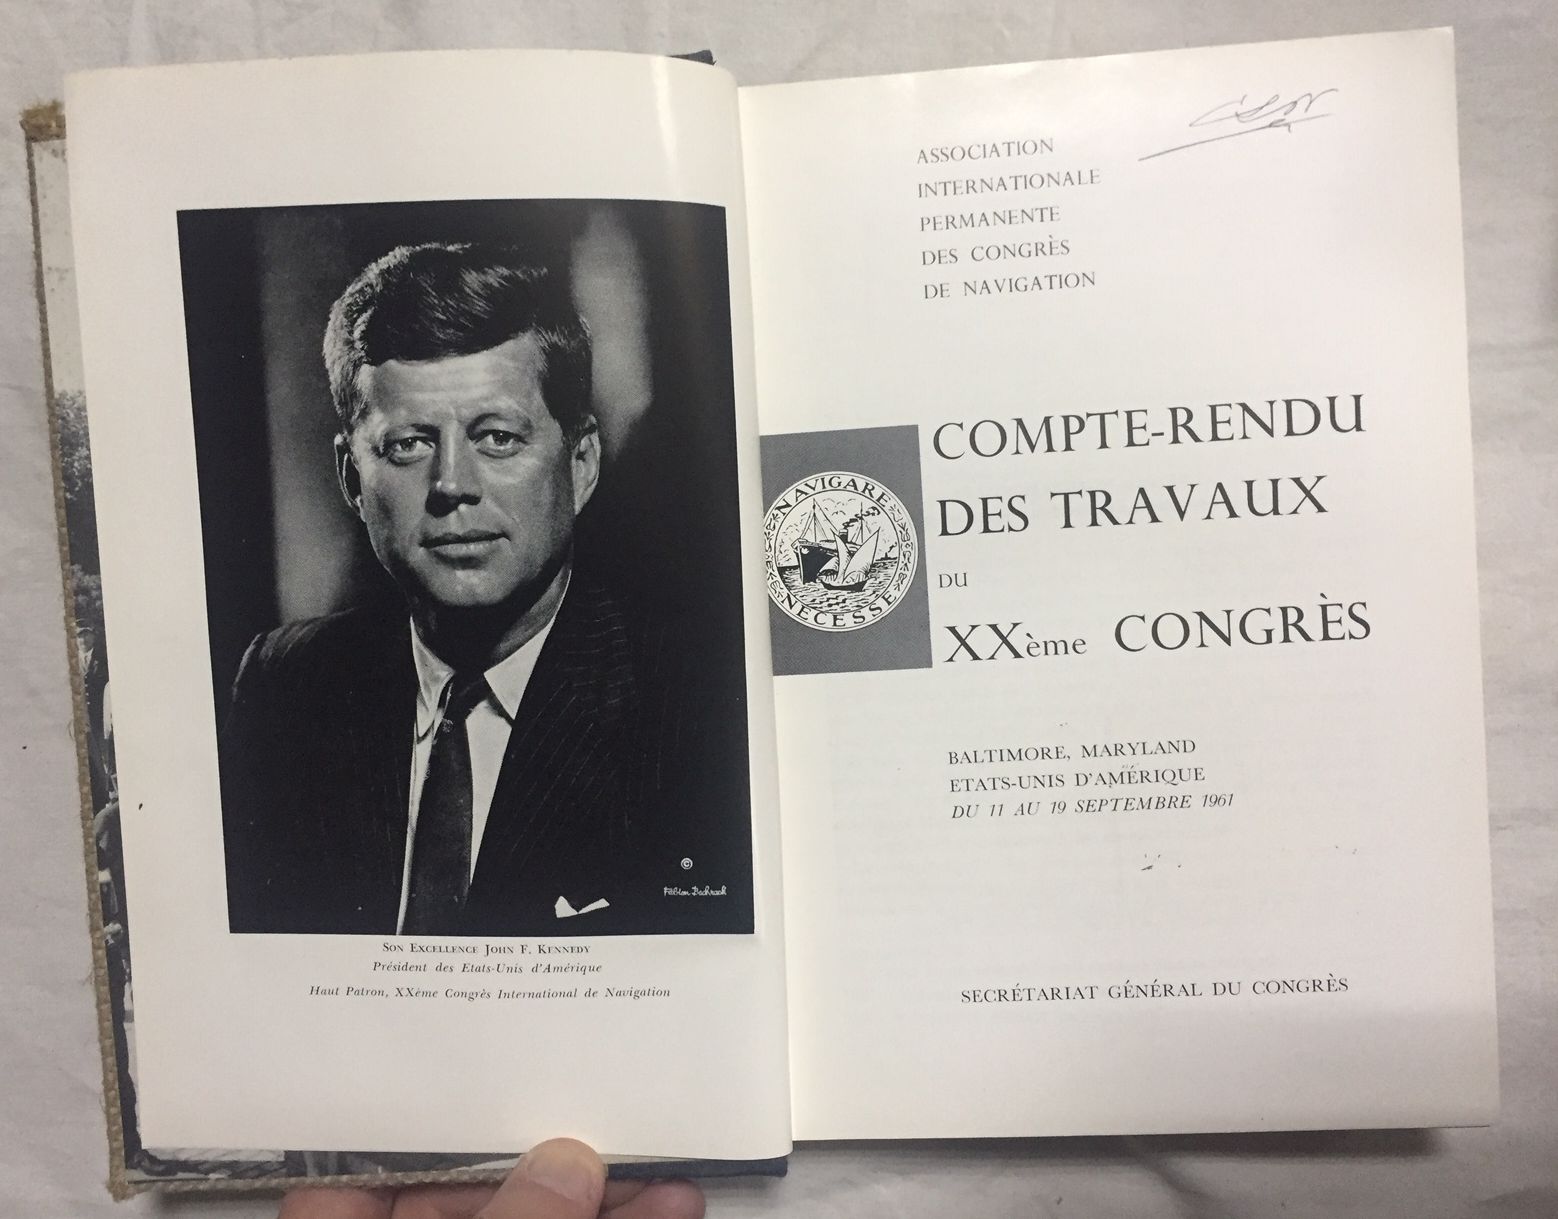 ©
Fabian Bachrach
SON EXCELLENCE JOHN F. KENNEDY
Président des Etats-Unis d'Amérique
Haut Patron, XXème Congrès International de Navigation
ASSOCIATION
INTERNATIONALE
PERMANENTE
DES CONGRÈS
DE NAVIGATION
NAVIGARE
NECESSE
COMPTE-RENDU
DES TRAVAUX
DU
XXème CONGRÈS
BALTIMORE, MARYLAND
ETATS-UNIS D'AMÉRIQUE
DU 11 AU 19 SEPTEMBRE 1961
SECRÉTARIAT GÉNÉRAL DU CONGRÈS